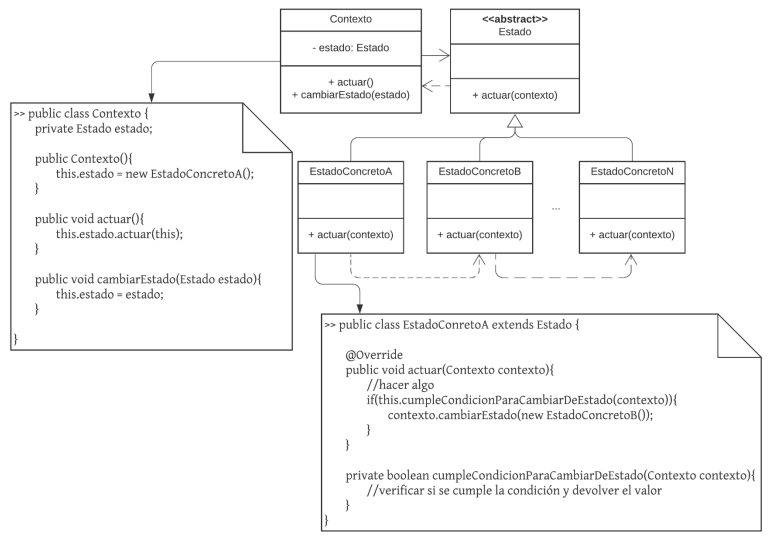 Contexto
- estado: Estado
+ actuar()
+ cambiarEstado(estado)
<<abstract>>
Estado
+ actuar(contexto)
>> public class Contexto {
private Estado estado;
public Contexto(){
this.estado = new EstadoConcretoA();
}
public void actuar(){
this.estado.actuar(this);
}
public void cambiarEstado(Estado estado){
this.estado = estado;
}
}
EstadoConcretoA
+ actuar(contexto)
EstadoConcretoB
+ actuar(contexto)
...
EstadoConcretoN
+ actuar(contexto)
>> public class EstadoConretoA extends Estado {
@Override
public void actuar(Contexto contexto){
//hacer algo
if(this.cumpleCondicionParaCambiarDeEstado(contexto)){
contexto.cambiarEstado(new EstadoConcretoB());
}
}
private boolean cumpleCondicionParaCambiarDeEstado(Contexto contexto){
//verificar si se cumple la condición y devolver el valor
}
}